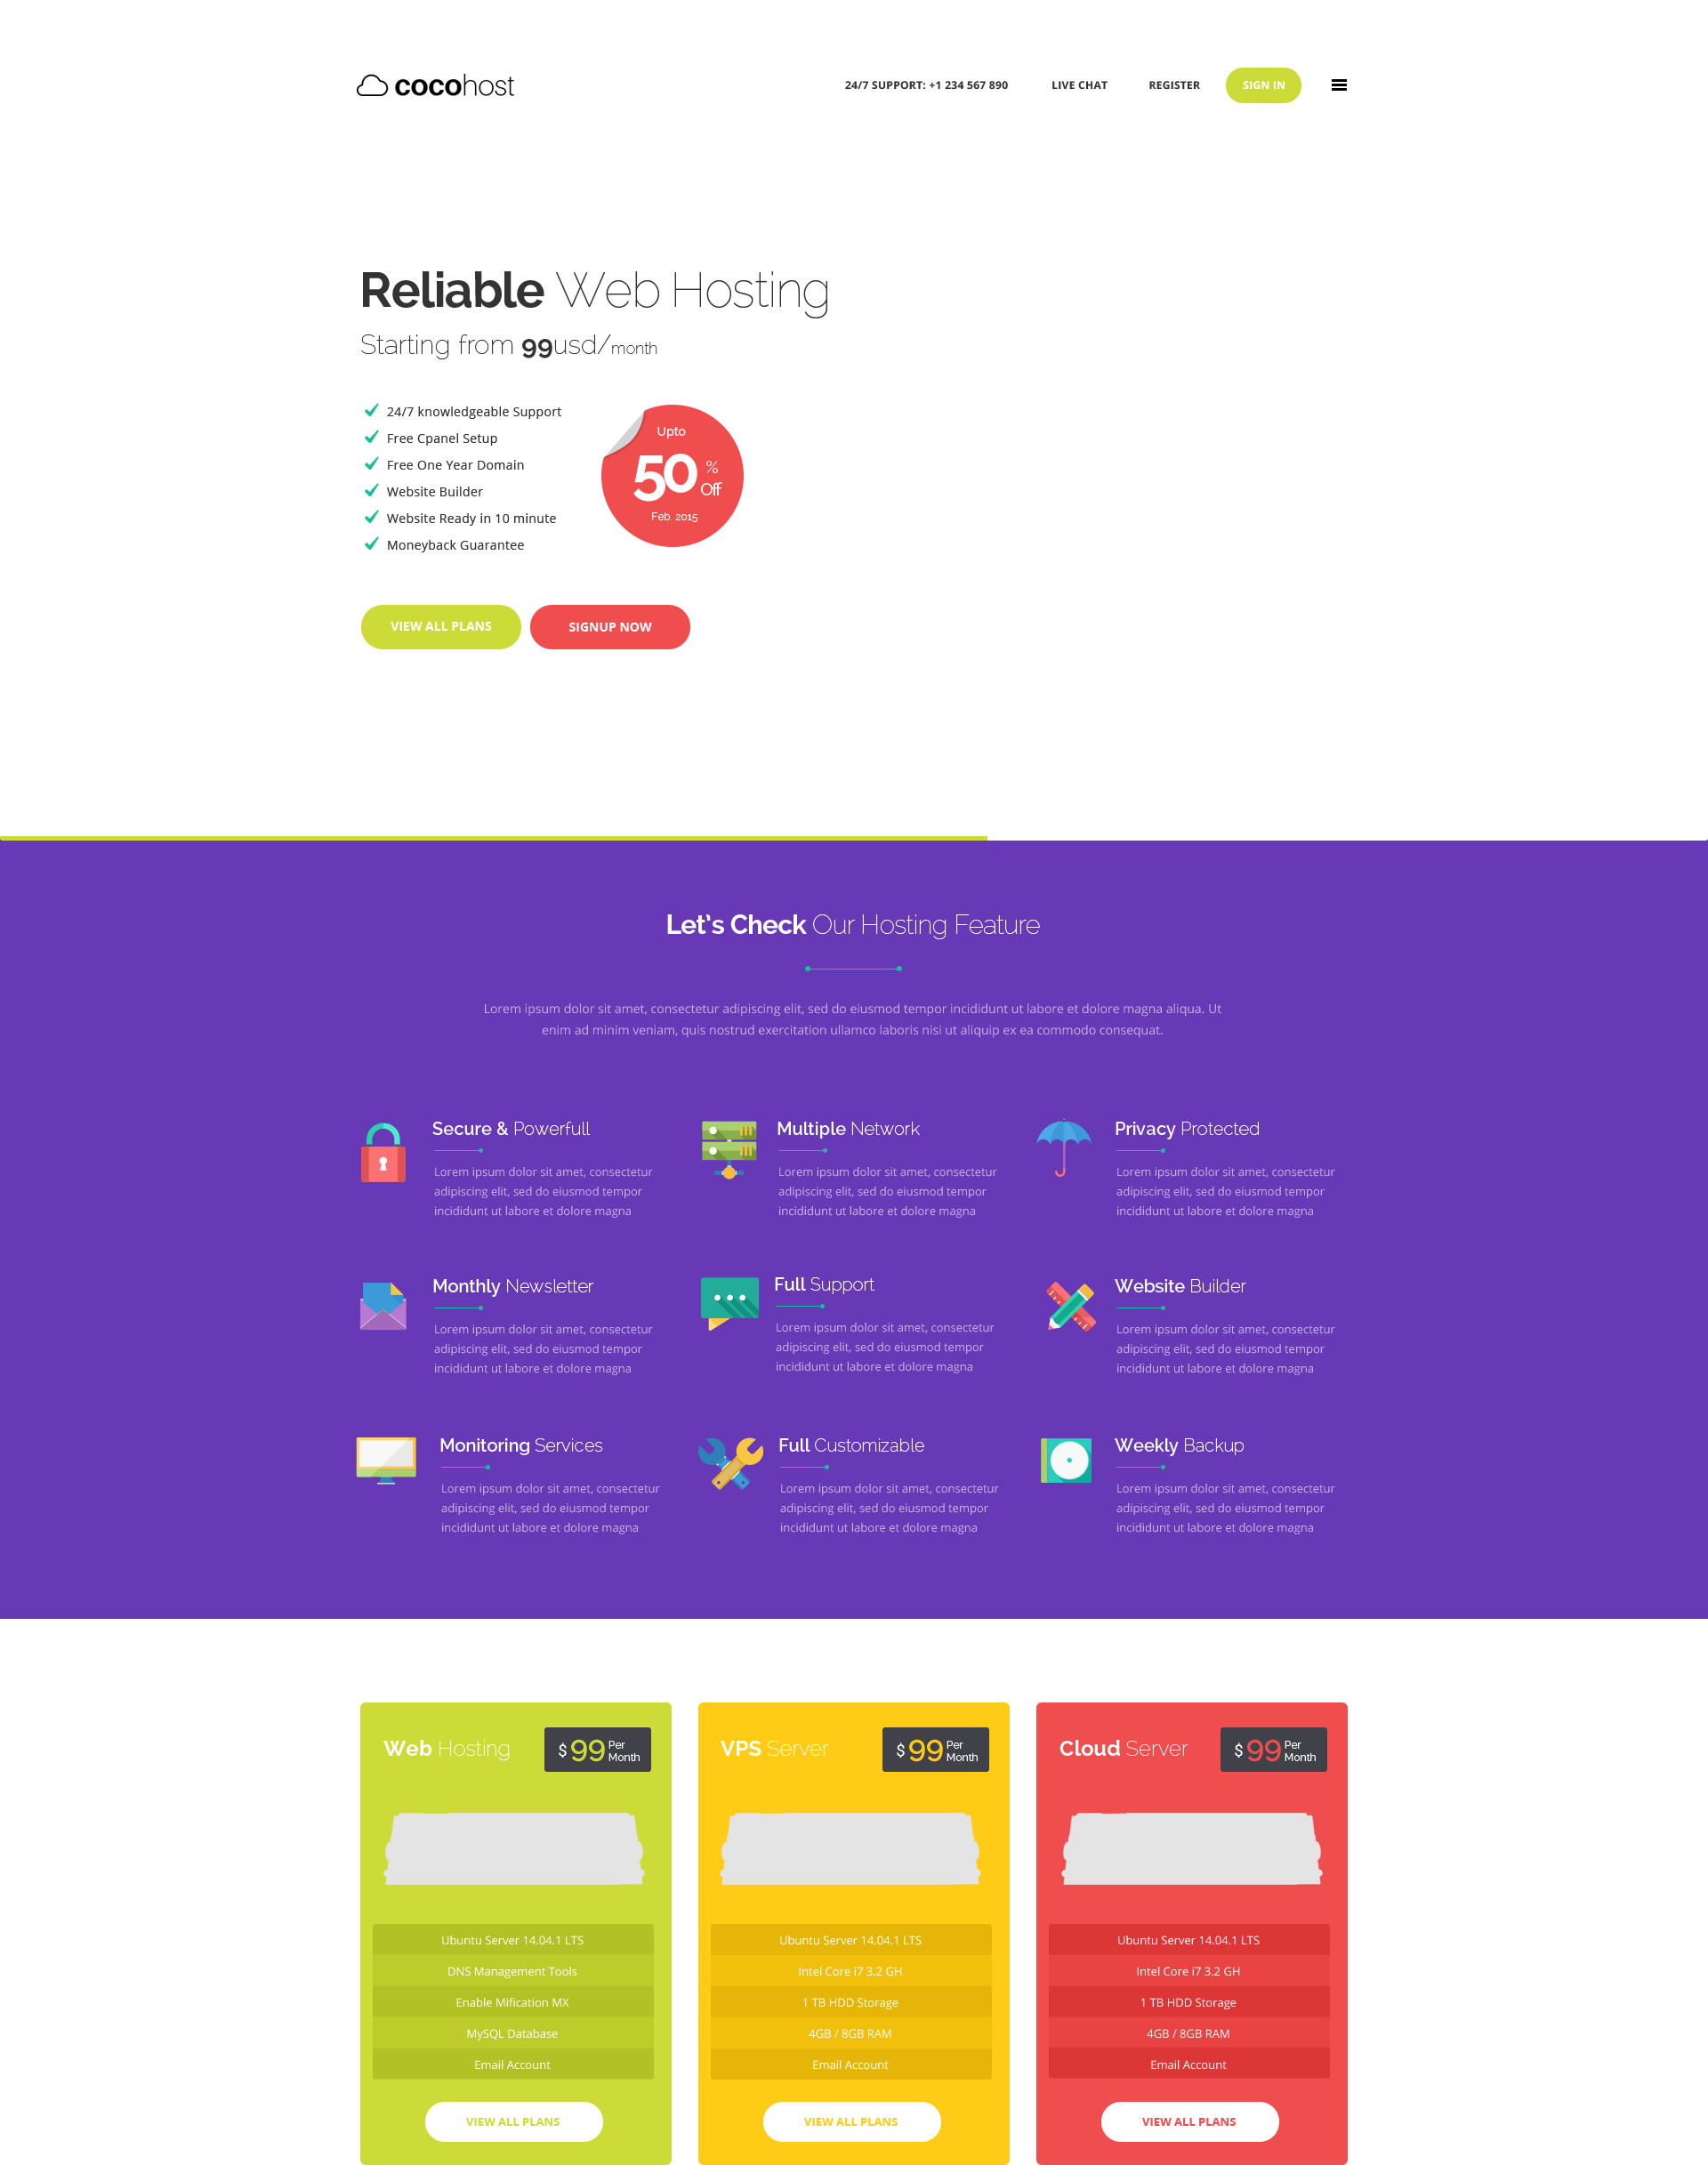 cocohost
24/7 SUPPORT: +1 234 567 890
LIVE CHAT
REGISTER
SIGN IN
Reliable Web Hosting
Starting from 99usd/month
24/7 knowledgeable Support
Free Cpanel Setup
Free One Year Domain
Website Builder
Website Ready in 10 minute
Moneyback Guarantee
Upto
50 % Off
Feb. 2015
VIEW ALL PLANS
SIGNUP NOW
Let's Check Our Hosting Feature
Lorem ipsum dolor sit amet, consectetur adipiscing elit, sed do eiusmod tempor incididunt ut labore et dolore magna aliqua. Ut
enim ad minim veniam, quis nostrud exercitation ullamco laboris nisi ut aliquip ex ea commodo consequat.
Secure & Powerfull
Lorem ipsum dolor sit amet, consectetur
adipiscing elit, sed do eiusmod tempor
incididunt ut labore et dolore magna
Multiple Network
Lorem ipsum dolor sit amet, consectetur
adipiscing elit, sed do eiusmod tempor
incididunt ut labore et dolore magna
Privacy Protected
Lorem ipsum dolor sit amet, consectetur
adipiscing elit, sed do eiusmod tempor
incididunt ut labore et dolore magna
Monthly Newsletter
Lorem ipsum dolor sit amet, consectetur
adipiscing elit, sed do eiusmod tempor
incididunt ut labore et dolore magna
Full Support
Lorem ipsum dolor sit amet, consectetur
adipiscing elit, sed do eiusmod tempor
incididunt ut labore et dolore magna
Website Builder
Lorem ipsum dolor sit amet, consectetur
adipiscing elit, sed do eiusmod tempor
incididunt ut labore et dolore magna
Monitoring Services
Lorem ipsum dolor sit amet, consectetur
adipiscing elit, sed do eiusmod tempor
incididunt ut labore et dolore magna
Full Customizable
Lorem ipsum dolor sit amet, consectetur
adipiscing elit, sed do eiusmod tempor
incididunt ut labore et dolore magna
Weekly Backup
Lorem ipsum dolor sit amet, consectetur
adipiscing elit, sed do eiusmod tempor
incididunt ut labore et dolore magna
Web Hosting
$ 99 Per
Month
Ubuntu Server 14.04.1 LTS
DNS Management Tools
Enable Mification MX
MySQL Database
Email Account
VIEW ALL PLANS
VPS Server
$ 99 Per
Month
Ubuntu Server 14.04.1 LTS
Intel Core i7 3.2 GH
1 TB HDD Storage
4GB / 8GB RAM
Email Account
VIEW ALL PLANS
Cloud Server
$ 99 Per
Month
Ubuntu Server 14.04.1 LTS
Intel Core i7 3.2 GH
1 TB HDD Storage
4GB / 8GB RAM
Email Account
VIEW ALL PLANS